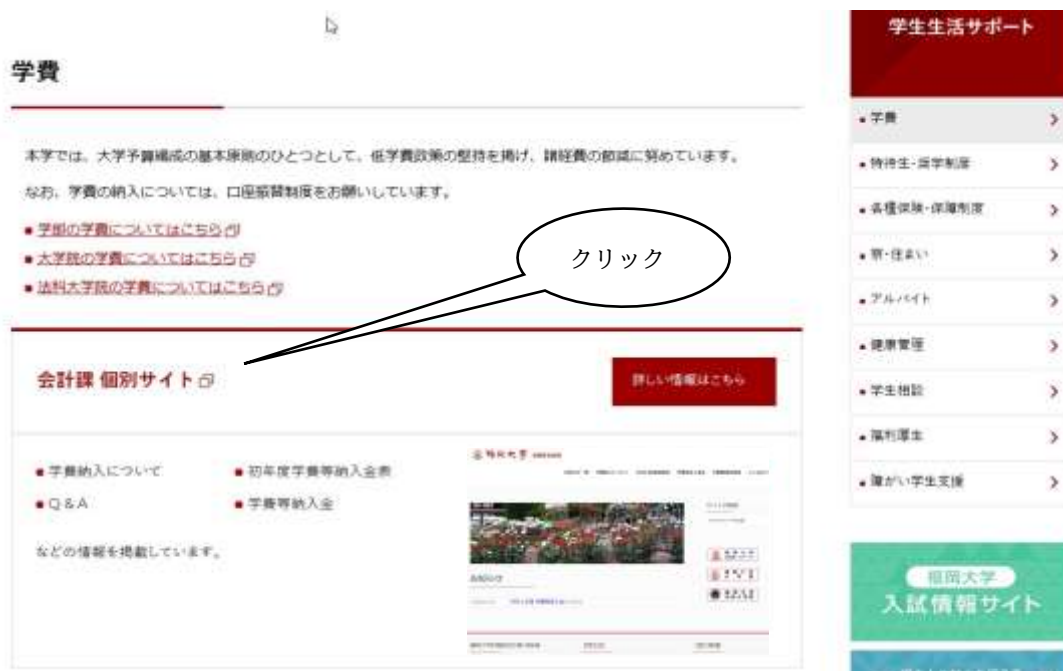 学費
本学では、大学予算編成の基本原則のひとつとして、低学費政策の堅持を掲げ、諸経費の節減に努めています。
なお、学費の納入については、口座振替制度をお願いしています。
学部の学費についてはこちら
大学院の学費についてはこちら
法科大学院の学費についてはこちら
クリック
会計課 個別サイト
詳しい情報はこちら
学費納入について
初年度学費等納入金表
Q&A
学費等納入金
などの情報を掲載しています。
学生生活サポート
学費
特待生・奨学制度
各種保険・保障制度
寮・住まい
アルバイト
健康管理
学生相談
福利厚生
障がい学生支援
福岡大学
入試情報サイト